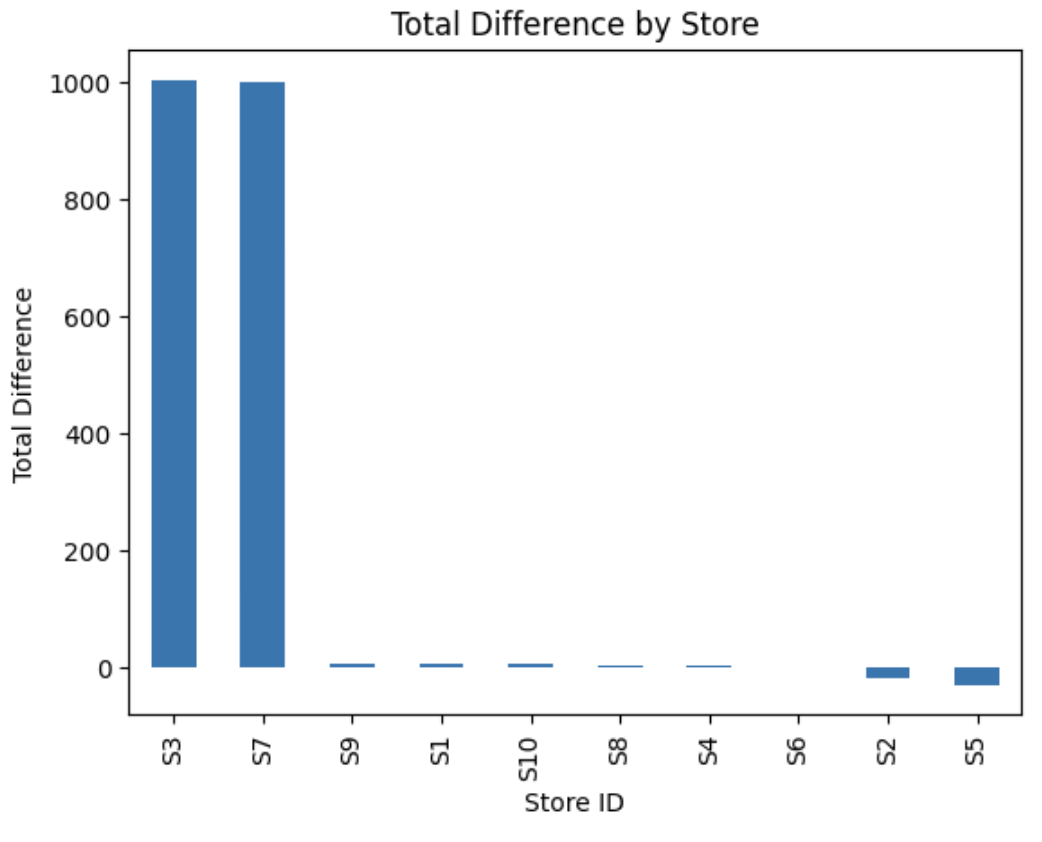 Total Difference by Store
Total Difference
1000
800
600
400
200
0
S3 S7 S9 S1 S10 S8 S4 S6 S2 S5
Store ID